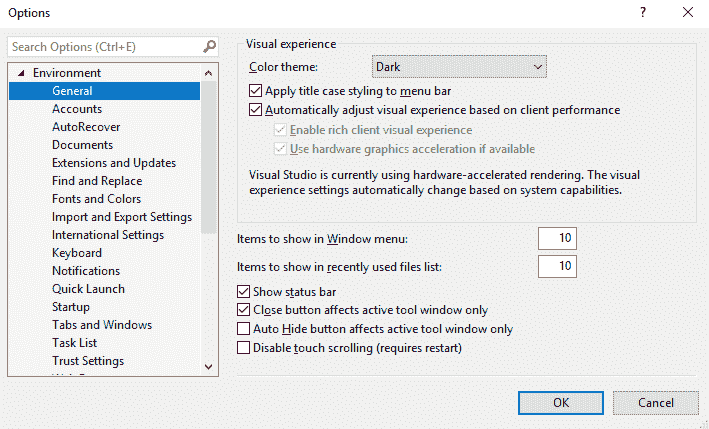 Options
?
Search Options (Ctrl+E)
Environment
General
Accounts
AutoRecover
Documents
Extensions and Updates
Find and Replace
Fonts and Colors
Import and Export Settings
International Settings
Keyboard
Notifications
Quick Launch
Startup
Tabs and Windows
Task List
Trust Settings
Visual experience
Color theme: Dark
Apply title case styling to menu bar
Automatically adjust visual experience based on client performance
Enable rich client visual experience
Use hardware graphics acceleration if available
Visual Studio is currently using hardware-accelerated rendering. The visual
experience settings automatically change based on system capabilities.
Items to show in Window menu: 10
Items to show in recently used files list: 10
Show status bar
Close button affects active tool window only
Auto Hide button affects active tool window only
Disable touch scrolling (requires restart)
OK Cancel